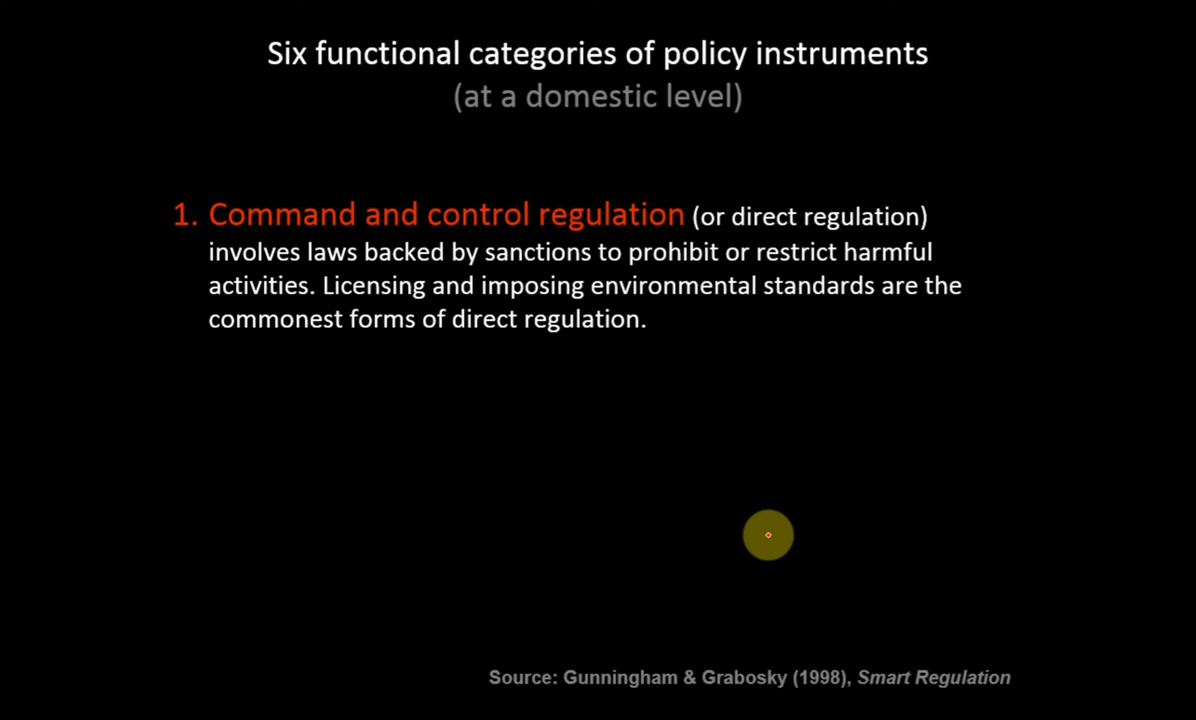 Six functional categories of policy instruments
(at a domestic level)
1. Command and control regulation (or direct regulation)
involves laws backed by sanctions to prohibit or restrict harmful
activities. Licensing and imposing environmental standards are the
commonest forms of direct regulation.
Source: Gunningham & Grabosky (1998), Smart Regulation